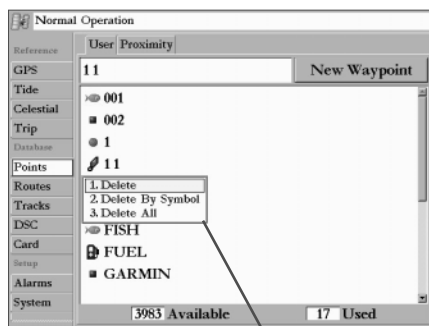 Normal Operation
Reference
GPS
Tide
Celestial
Trip
Database
Points
Routes
Tracks
DSC
Card
Setup
Alarms
System
User Proximity
11
New Waypoint
001
002
1
11
1. Delete
2. Delete By Symbol
3. Delete All
FISH
FUEL
GARMIN
3983 Available
17 Used